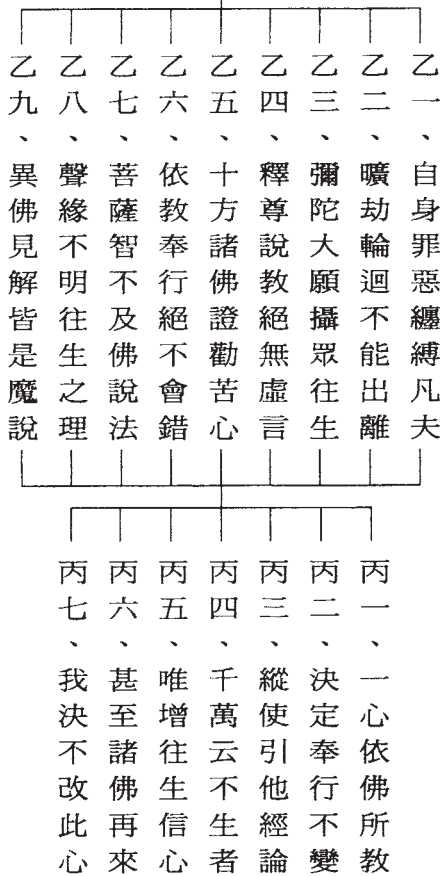 乙一、自身罪惡纏縛凡夫
乙二、曠劫輪迴不能出離
乙三、彌陀大願攝眾往生
乙四、釋尊說教絕無虛言
乙五、十方諸佛證勸苦心
乙六、依教奉行絕不會錯
乙七、菩薩智不及佛說法
乙八、聲緣不明往生之理
乙九、異佛見解皆是魔說
丙一、一心依佛所教
丙二、決定奉行不變
丙三、縱使引他經論
丙四、千萬云不生者
丙五、唯增往生信心
丙六、甚至諸佛再來
丙七、我決不改此心